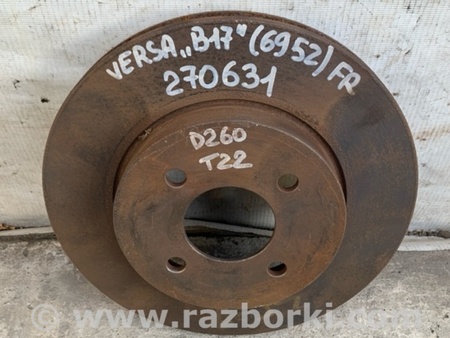 VERSA „B17" (6952) FR
270631
D260
T22
www.razborki.com